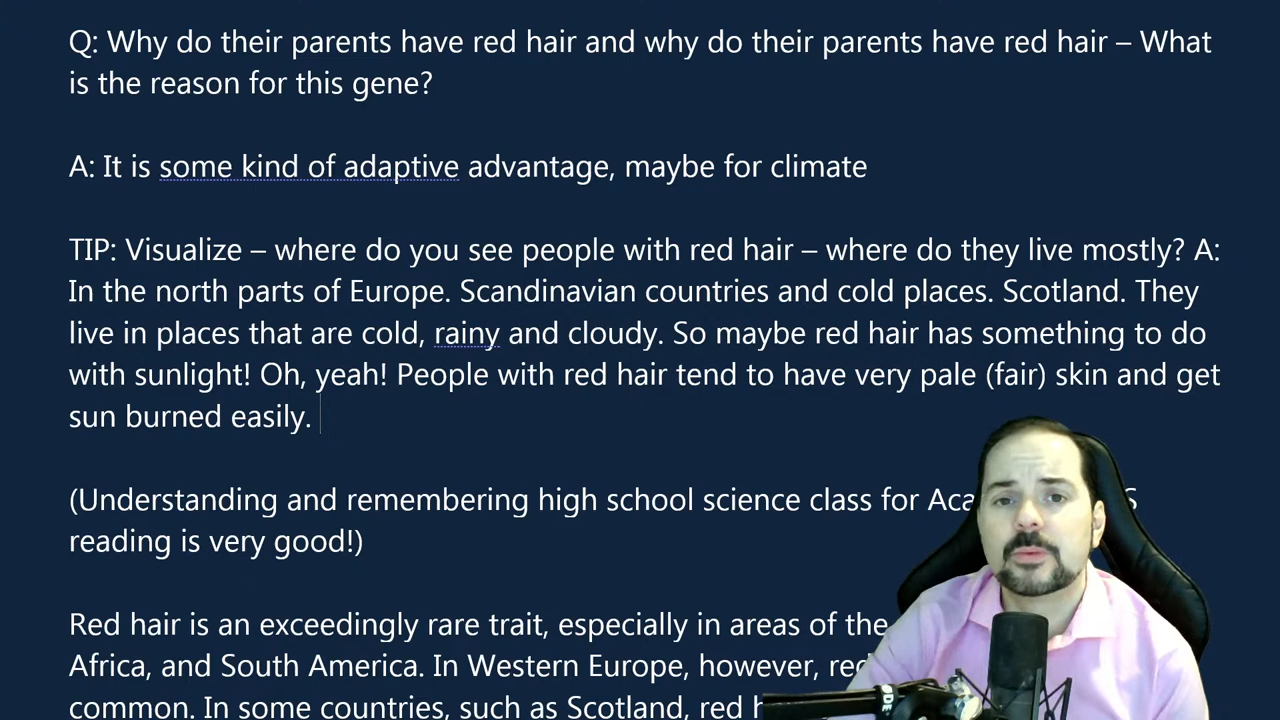 Q: Why do their parents have red hair and why do their parents have red hair – What
is the reason for this gene?
A: It is some kind of adaptive advantage, maybe for climate
TIP: Visualize – where do you see people with red hair – where do they live mostly? A:
In the north parts of Europe. Scandinavian countries and cold places. Scotland. They
live in places that are cold, rainy and cloudy. So maybe red hair has something to do
with sunlight! Oh, yeah! People with red hair tend to have very pale (fair) skin and get
sun burned easily.
(Understanding and remembering high school science class for
reading is very good!)
Red hair is an exceedingly rare trait, especially in areas of the
Africa, and South America. In Western Europe, however,
common. In some countries, such as Scotland, red